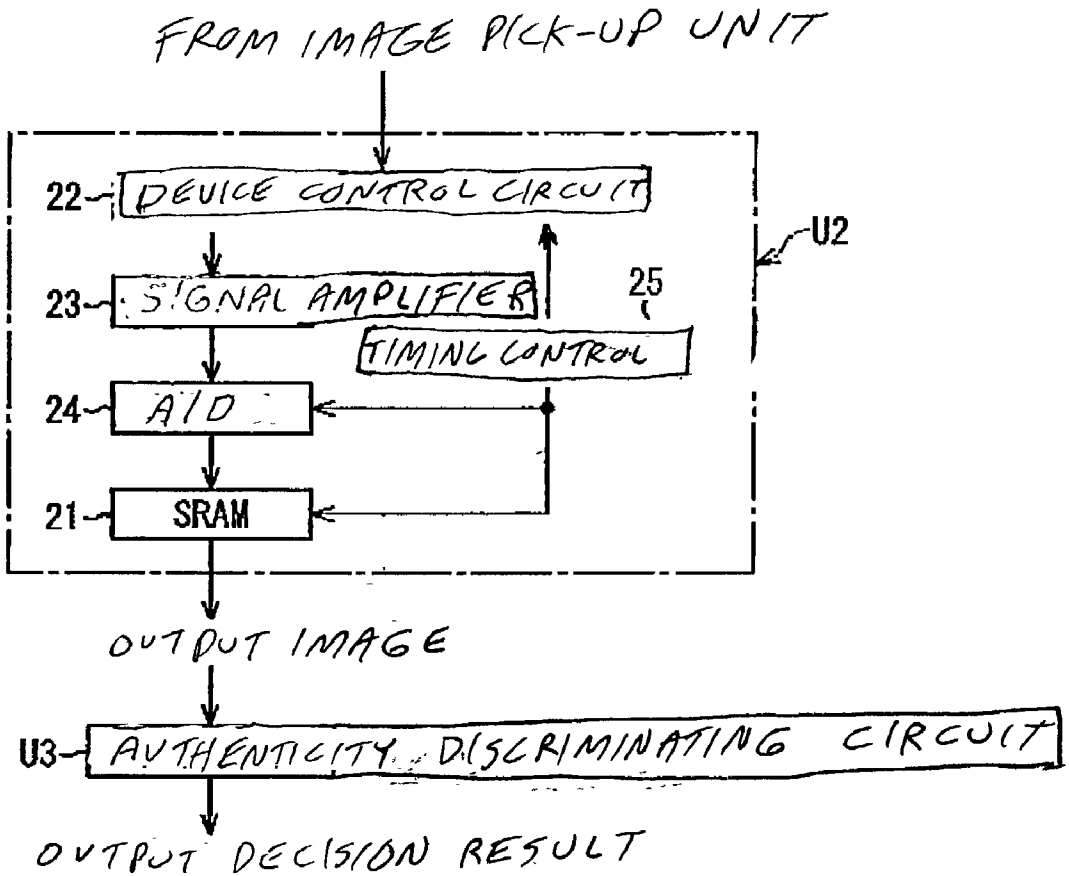 FROM IMAGE PICK-UP UNIT
22 DEVICE CONTROL CIRCUIT
U2
23 SIGNAL AMPLIFIER
25
TIMING CONTROL
24 A/D
21 SRAM
OUTPUT IMAGE
U3 AUTHENTICITY DISCRIMINATING CIRCUIT
OUTPUT DECISION RESULT